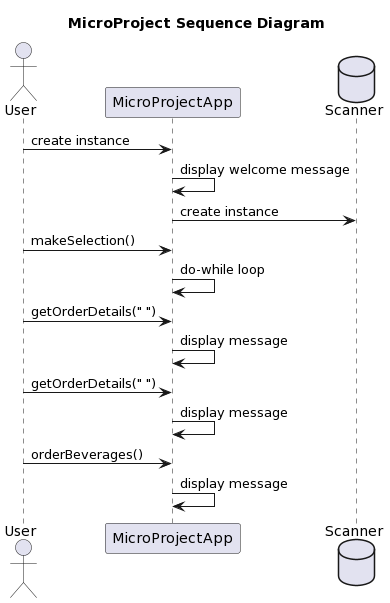 MicroProject Sequence Diagram
User
MicroProjectApp
Scanner
create instance
display welcome message
create instance
makeSelection()
do-while loop
getOrderDetails(" ")
display message
getOrderDetails(" ")
display message
orderBeverages()
display message
User
MicroProjectApp
Scanner